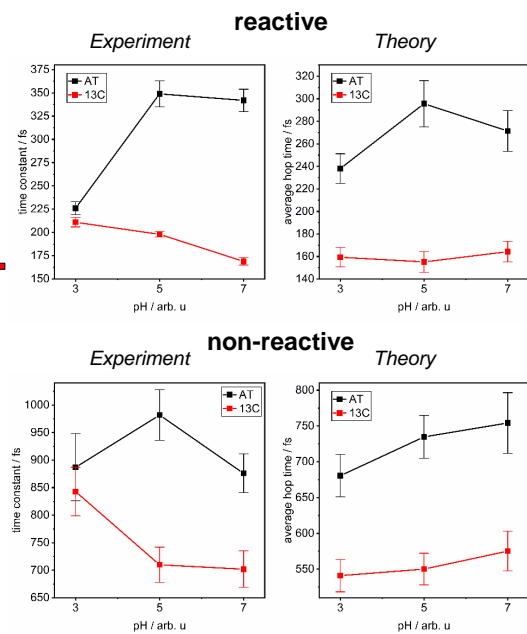 reactive
Experiment
Theory
375
350
325
300
275
250
225
200
175
150
time constant / fs
AT
13C
3
5
7
pH / arb. u
320
300
280
260
240
220
200
180
160
140
average hop time / fs
AT
13C
3
5
7
pH / arb. u
non-reactive
Experiment
Theory
1000
950
900
850
800
750
700
650
time constant / fs
AT
13C
3
5
7
pH / arb. u
750
700
650
600
550
average hop time / fs
AT
13C
3
5
7
pH / arb. u